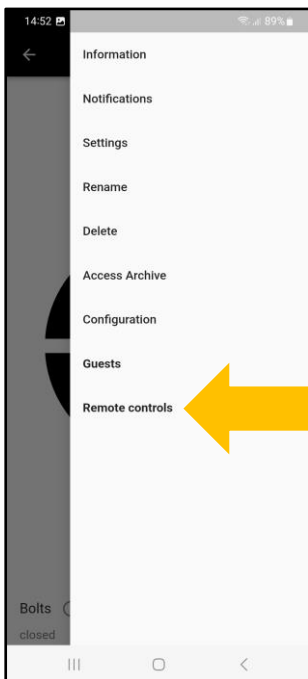 14:52 89%
Information
Notifications
Settings
Rename
Delete
Access Archive
Configuration
Guests
Remote controls
Bolts
closed